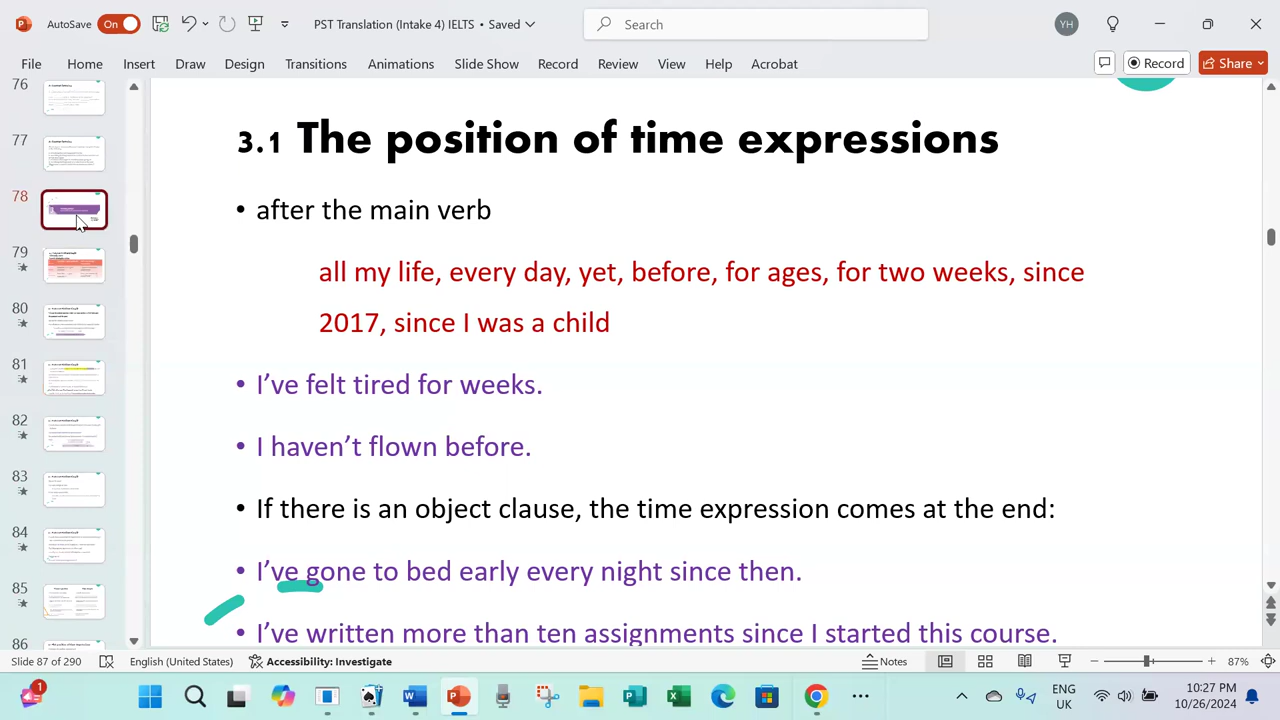 AutoSave On PST Translation (Intake 4) IELTS • Saved Search YH
File Home Insert Draw Design Transitions Animations Slide Show Record Review View Help Acrobat Record Share
76
77
78
79
80
81
82
83
84
85
86
3.1 The position of time expressions
• after the main verb
all my life, every day, yet, before, for ages, for two weeks, since
2017, since I was a child
• I’ve felt tired for weeks.
• I haven’t flown before.
• If there is an object clause, the time expression comes at the end:
• I’ve gone to bed early every night since then.
• I’ve written more than ten assignments since I started this course.
Slide 87 of 290 English (United States) Accessibility: Investigate Notes 87%
1 ENG 10:27 PM
UK 10/26/2024